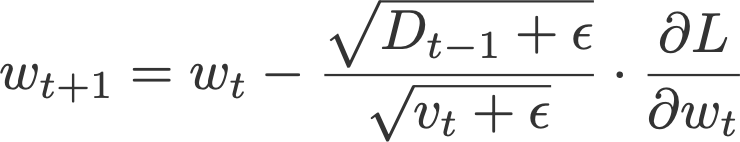 w_{t+1} = w_t - \frac{\sqrt{D_{t-1} + \epsilon}}{\sqrt{v_t + \epsilon}} \cdot \frac{\partial L}{\partial w_t}